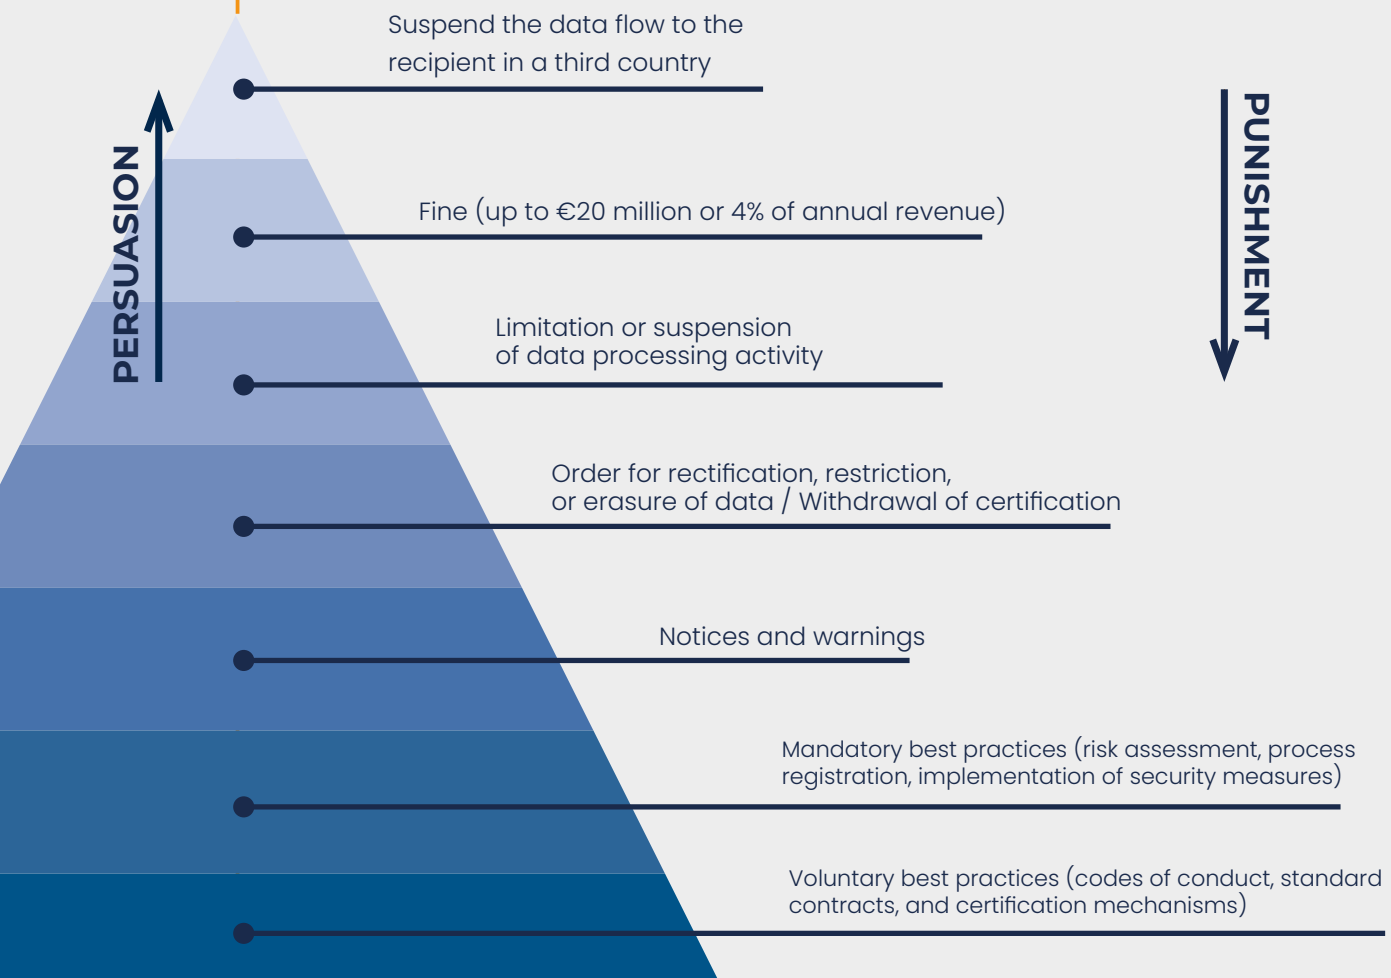 Suspend the data flow to the
recipient in a third country
PERSUASION
PUNISHMENT
Fine (up to €20 million or 4% of annual revenue)
Limitation or suspension
of data processing activity
Order for rectification, restriction,
or erasure of data / Withdrawal of certification
Notices and warnings
Mandatory best practices (risk assessment, process
registration, implementation of security measures)
Voluntary best practices (codes of conduct, standard
contracts, and certification mechanisms)